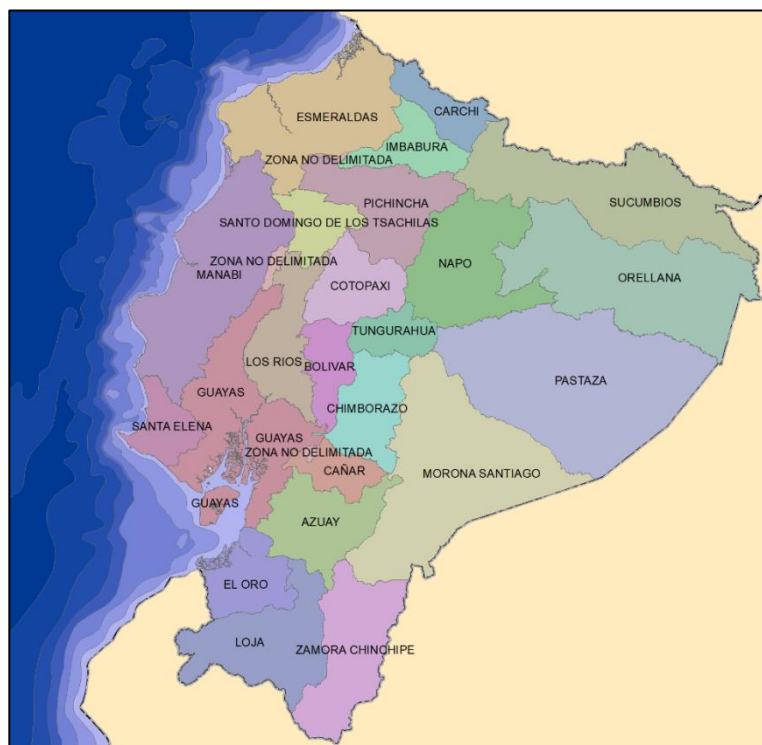 ESMERALDAS
CARCHI
IMBABURA
ZONA NO DELIMITADA
PICHINCHA
SUCUMBIOS
SANTO DOMINGO DE LOS TSACHILAS
ZONA NO DELIMITADA
MANABI
NAPO
ORELLANA
COTOPAXI
TUNGURAHUA
LOS RIOS
BOLIVAR
PASTAZA
GUAYAS
CHIMBORAZO
SANTA ELENA
GUAYAS
ZONA NO DELIMITADA
CAÑAR
MORONA SANTIAGO
GUAYAS
AZUAY
EL ORO
LOJA
ZAMORA CHINCHIPE